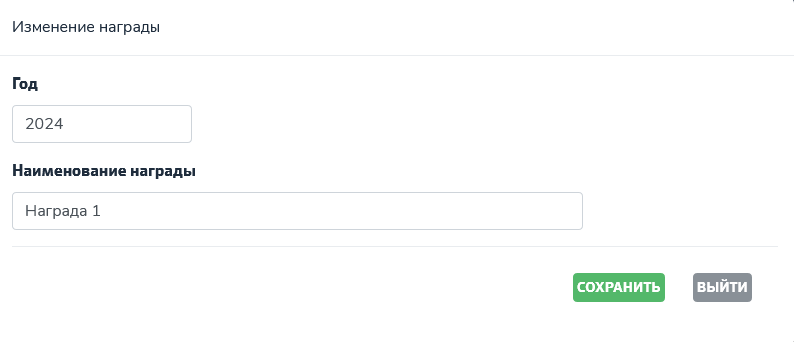 Изменение награды
Год
2024
Наименование награды
Награда 1
СОХРАНИТЬ ВЫЙТИ